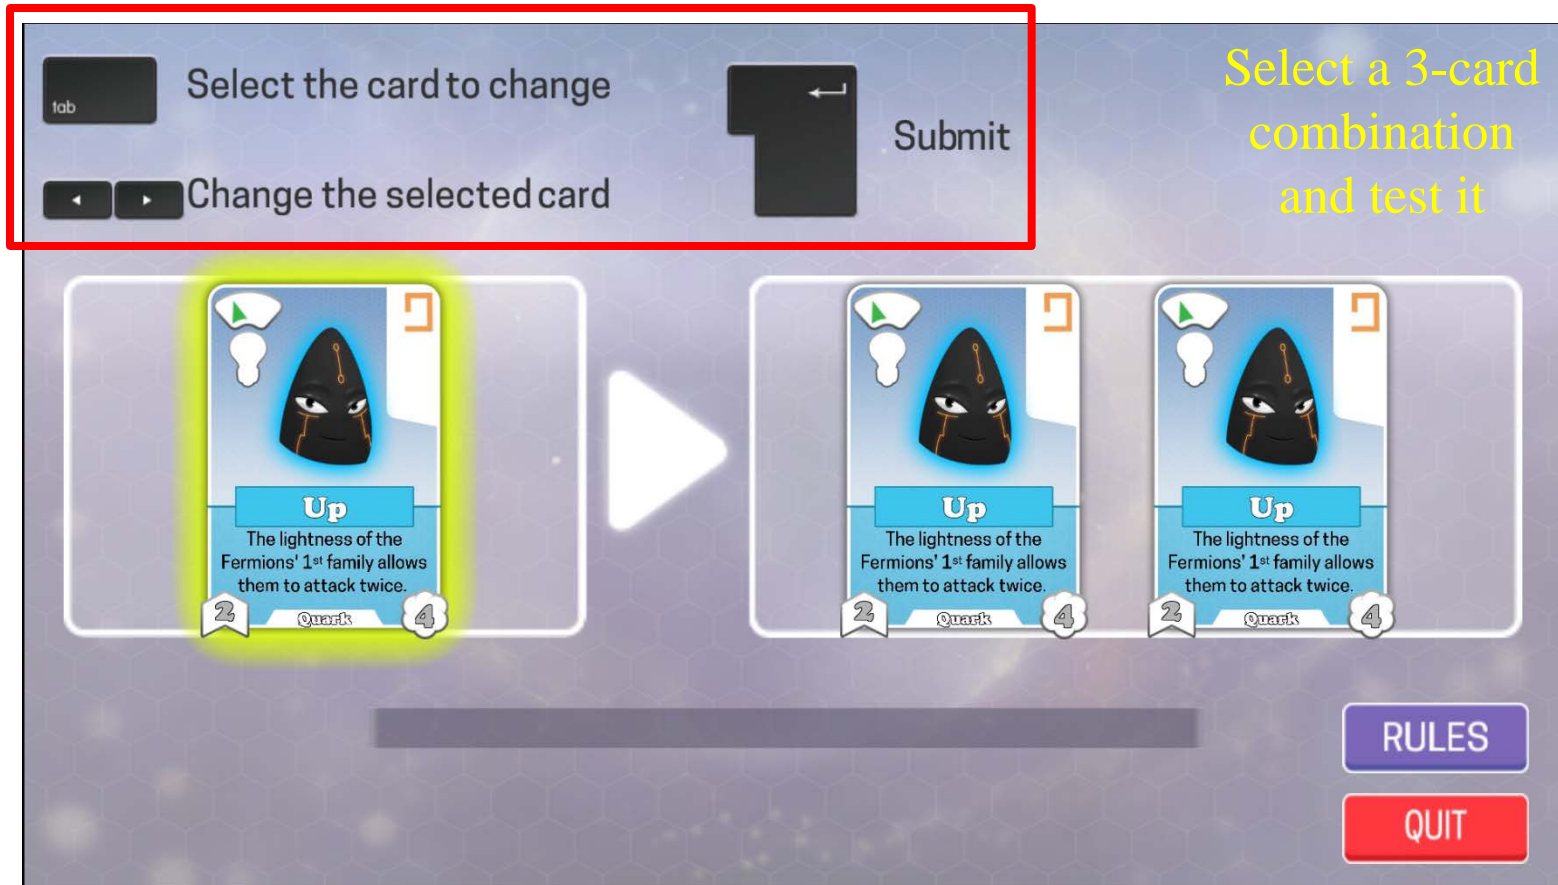 tab
Select the card to change
Submit
Change the selected card
Select a 3-card
combination
and test it
Up
The lightness of the
Fermions' 1st family allows
them to attack twice.
2
Quark
4
Up
The lightness of the
Fermions' 1st family allows
them to attack twice.
2
Quark
4
Up
The lightness of the
Fermions' 1st family allows
them to attack twice.
2
Quark
4
RULES
QUIT